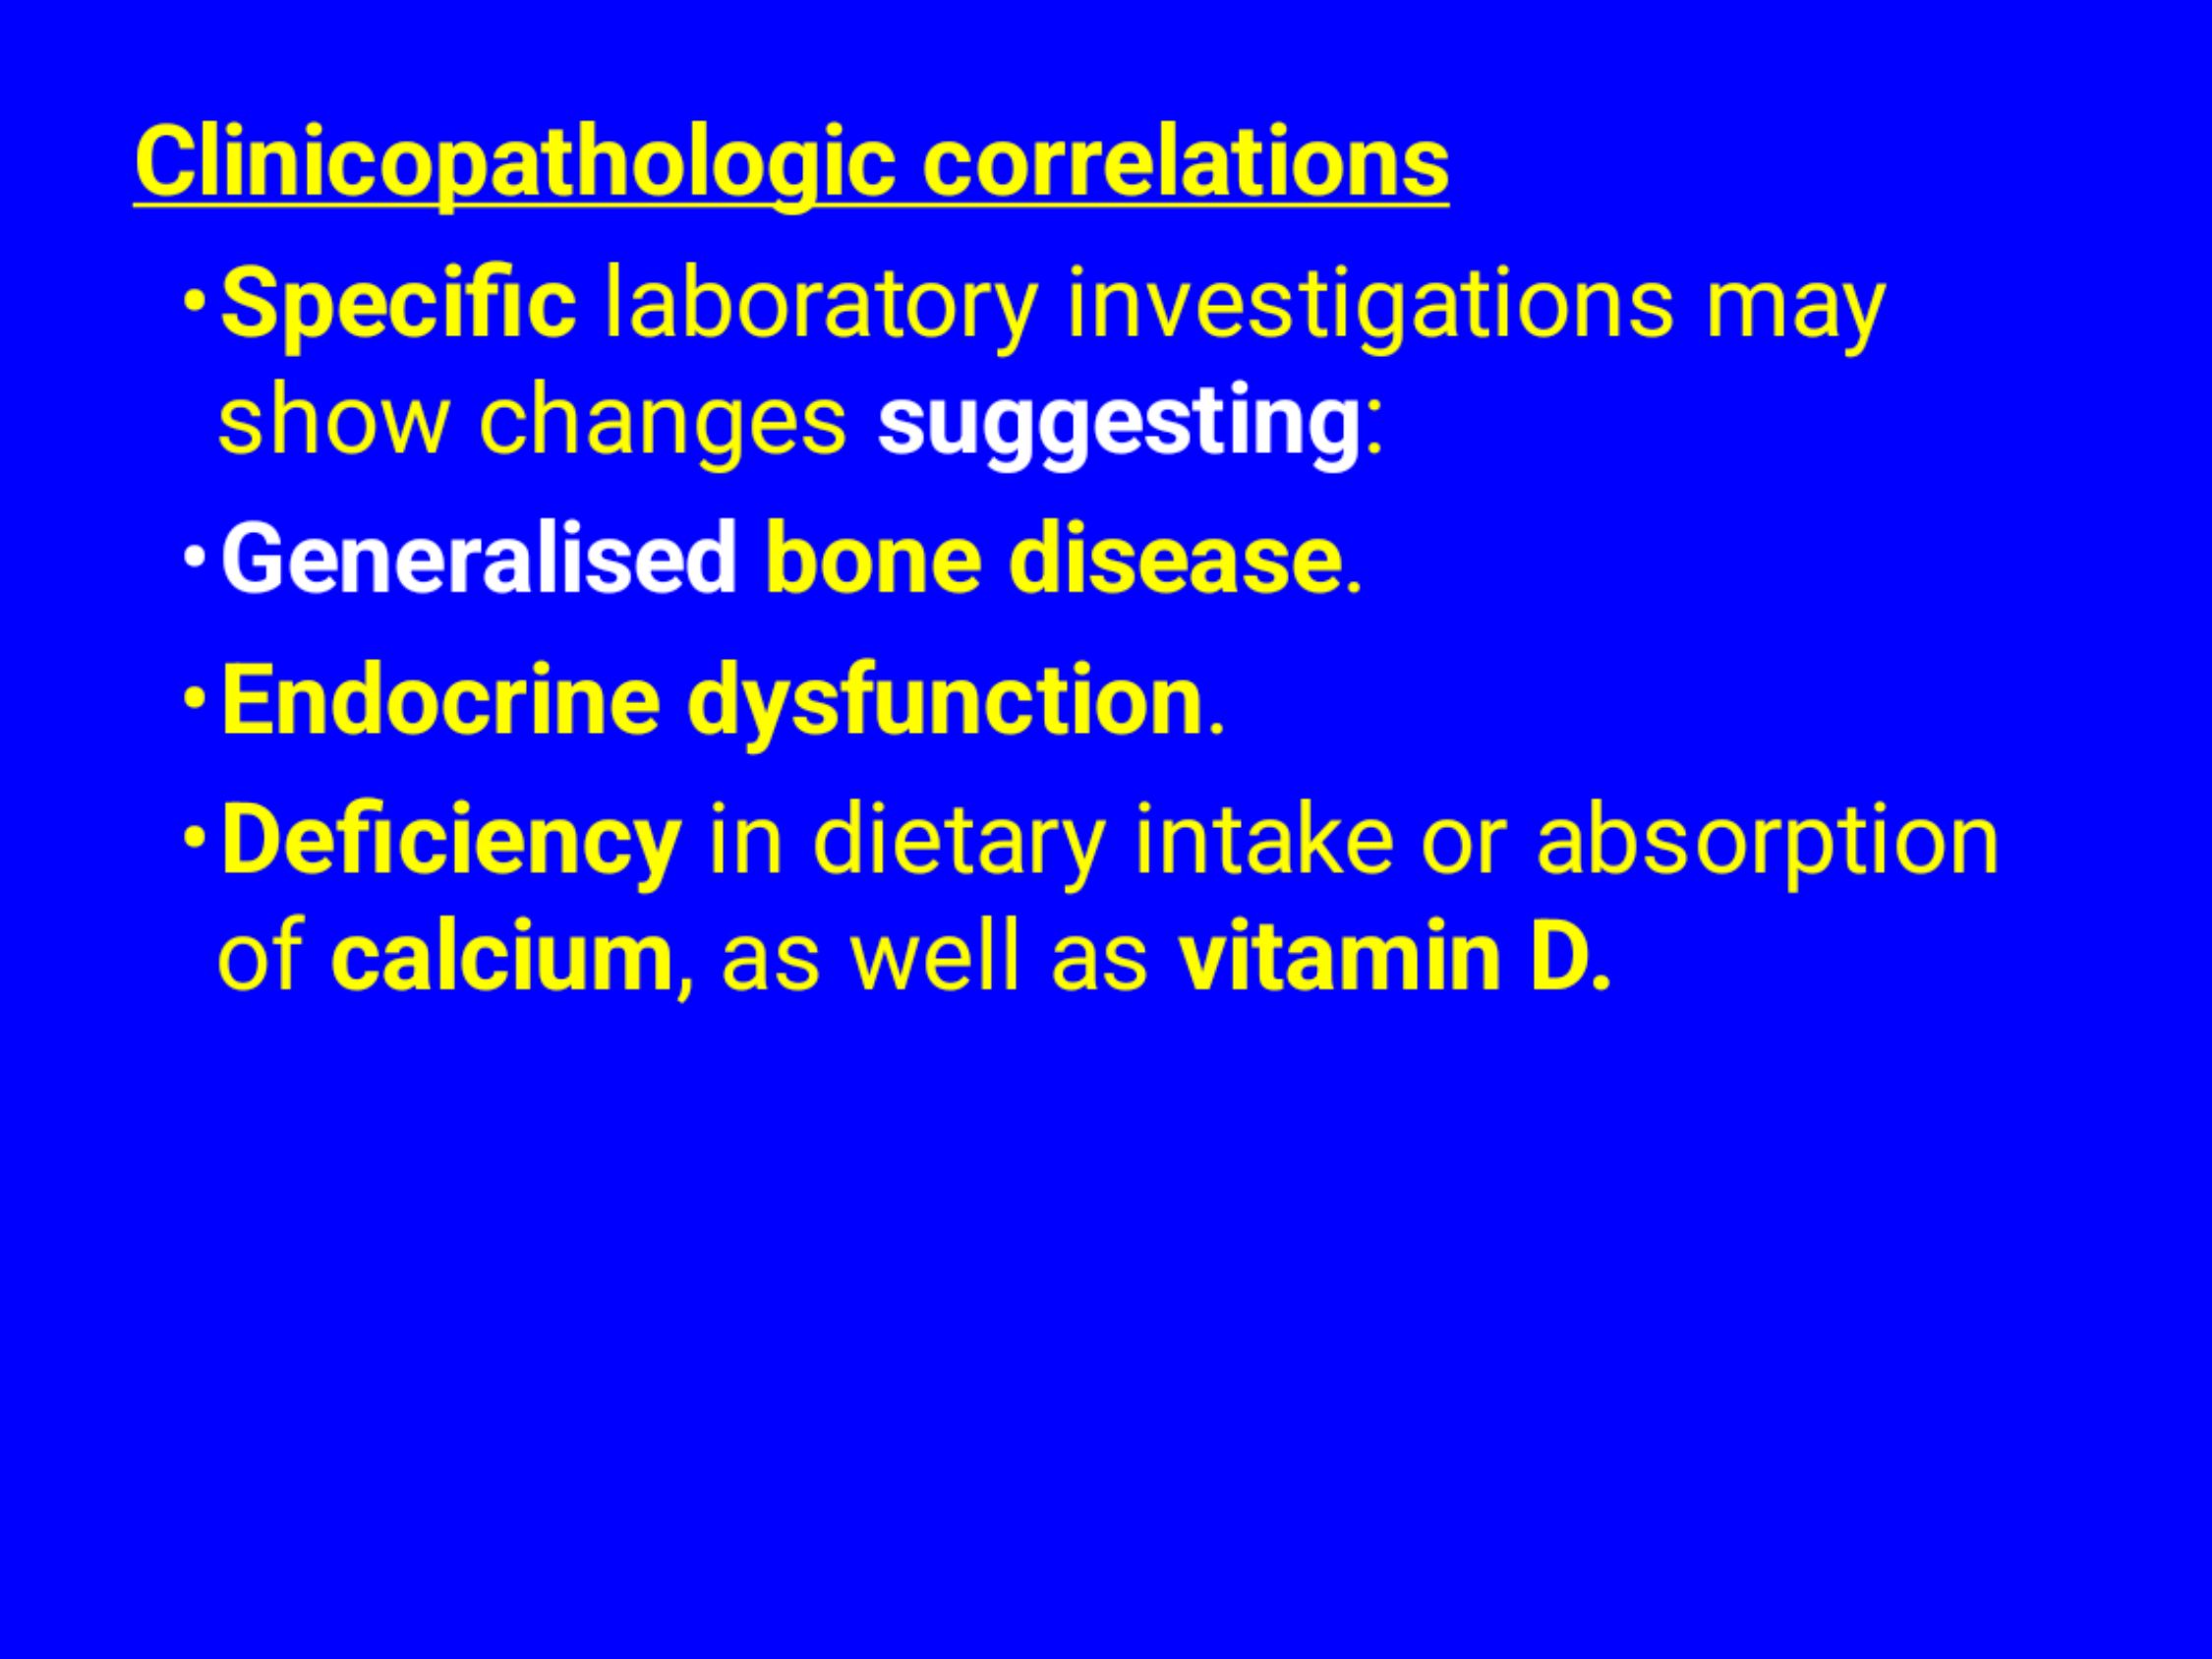 Clinicopathologic correlations
•Specific laboratory investigations may
show changes suggesting:
•Generalised bone disease.
•Endocrine dysfunction.
•Deficiency in dietary intake or absorption
of calcium, as well as vitamin D.